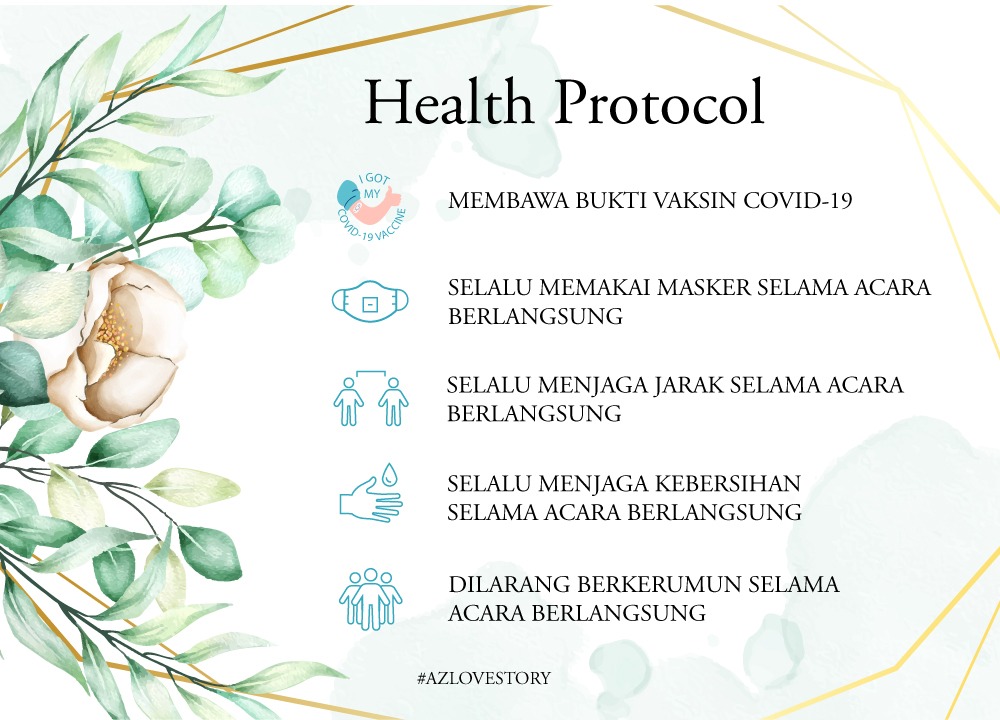 Health Protocol
I GOT
MY
COVID-19 VACCINE
MEMBAWA BUKTI VAKSIN COVID-19
SELALU MEMAKAI MASKER SELAMA ACARA
BERLANGSUNG
SELALU MENJAGA JARAK SELAMA ACARA
BERLANGSUNG
SELALU MENJAGA KEBERSIHAN
SELAMA ACARA BERLANGSUNG
DILARANG BERKERUMUN SELAMA
ACARA BERLANGSUNG
#AZLOVESTORY